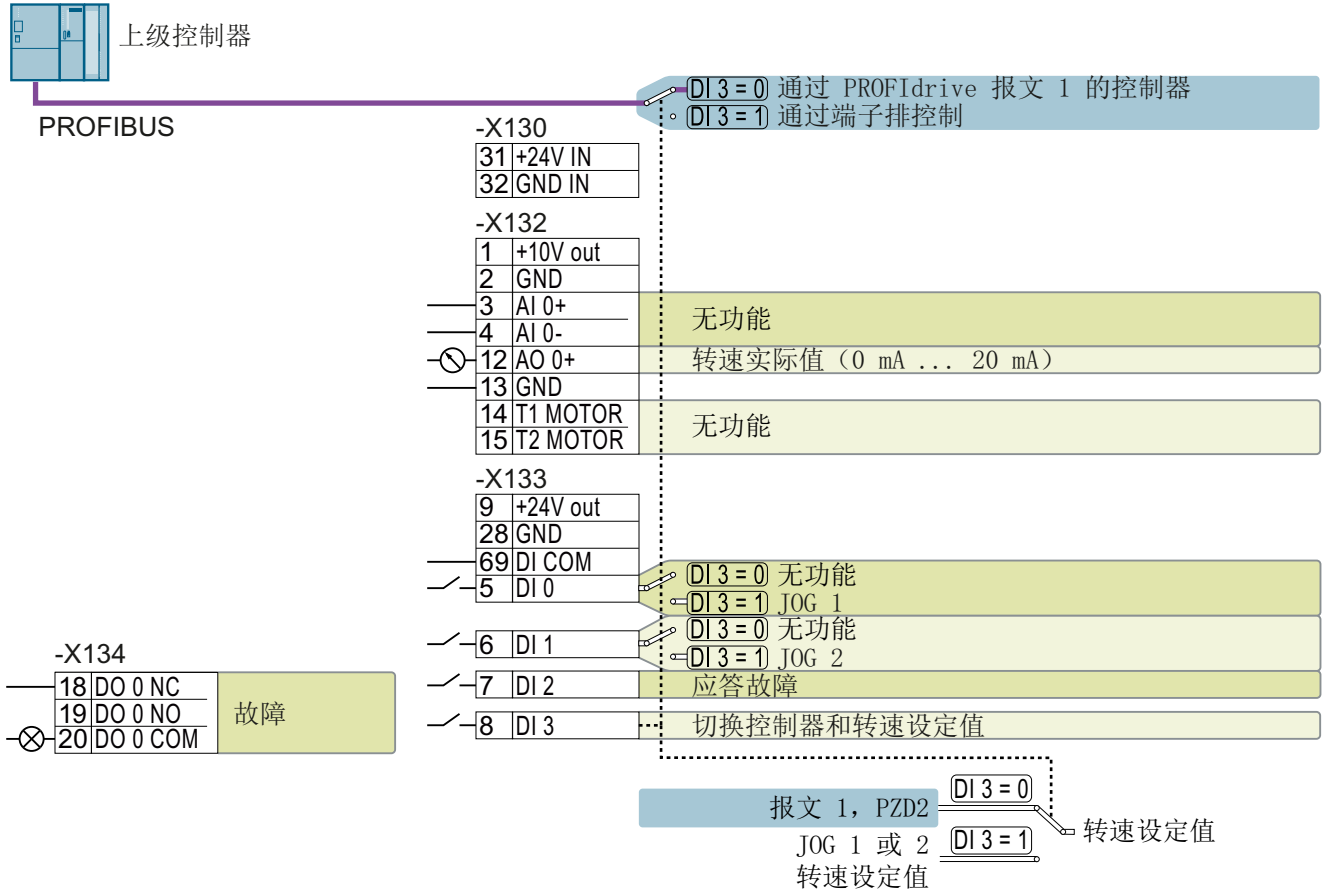 上级控制器
DI 3 = 0 通过 PROFIdrive 报文 1 的控制器
DI 3 = 1 通过端子排控制
PROFIBUS
-X130
31 +24V IN
32 GND IN
-X132
1 +10V out
2 GND
3 AI 0+
4 AI 0-
无功能
12 AO 0+ 转速实际值（0 mA ... 20 mA）
13 GND
14 T1 MOTOR
15 T2 MOTOR
无功能
-X133
9 +24V out
28 GND
69 DI COM
5 DI 0
DI 3 = 0 无功能
DI 3 = 1 JOG 1
6 DI 1
DI 3 = 0 无功能
DI 3 = 1 JOG 2
7 DI 2 应答故障
8 DI 3 切换控制器和转速设定值
-X134
18 DO 0 NC
19 DO 0 NO
20 DO 0 COM
故障
报文 1，PZD2 DI 3 = 0
JOG 1 或 2 DI 3 = 1
转速设定值
转速设定值